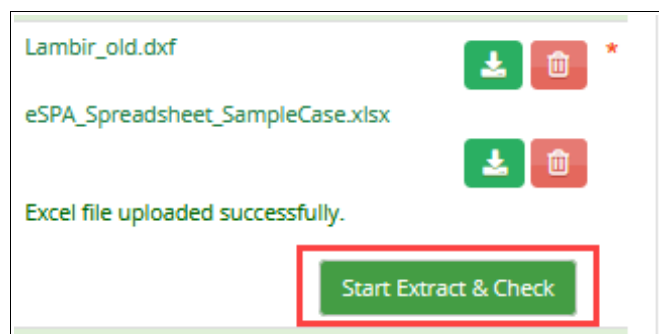 Lambir_old.dxf
*
eSPA_Spreadsheet_SampleCase.xlsx
Excel file uploaded successfully.
Start Extract & Check